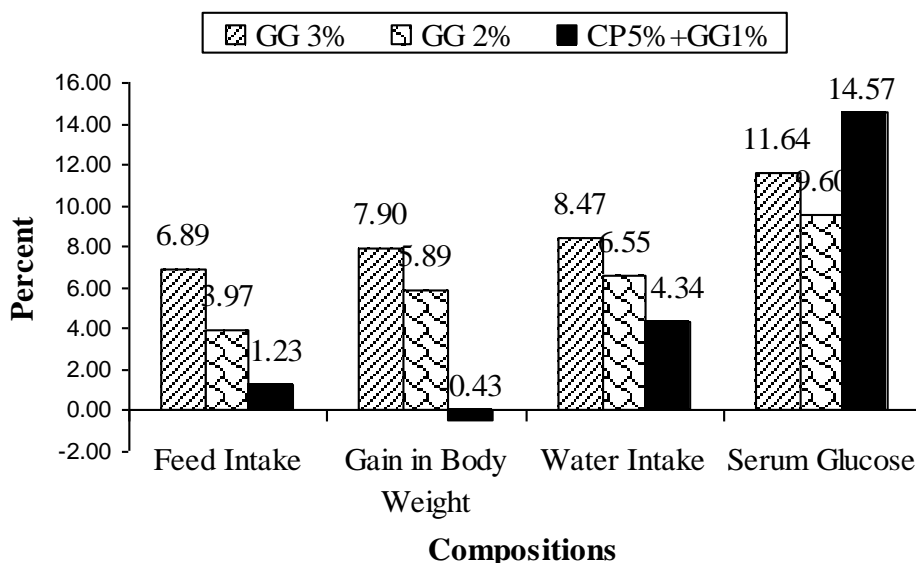 GG 3% GG 2% CP5%+GG1%
16.00
14.00
12.00
10.00
8.00
6.00
4.00
2.00
0.00
-2.00
Percent
6.89
3.97
1.23
7.90
5.89
0.43
8.47
6.55
4.34
11.64
9.60
14.57
Feed Intake
Gain in Body
Weight
Water Intake
Serum Glucose
Compositions